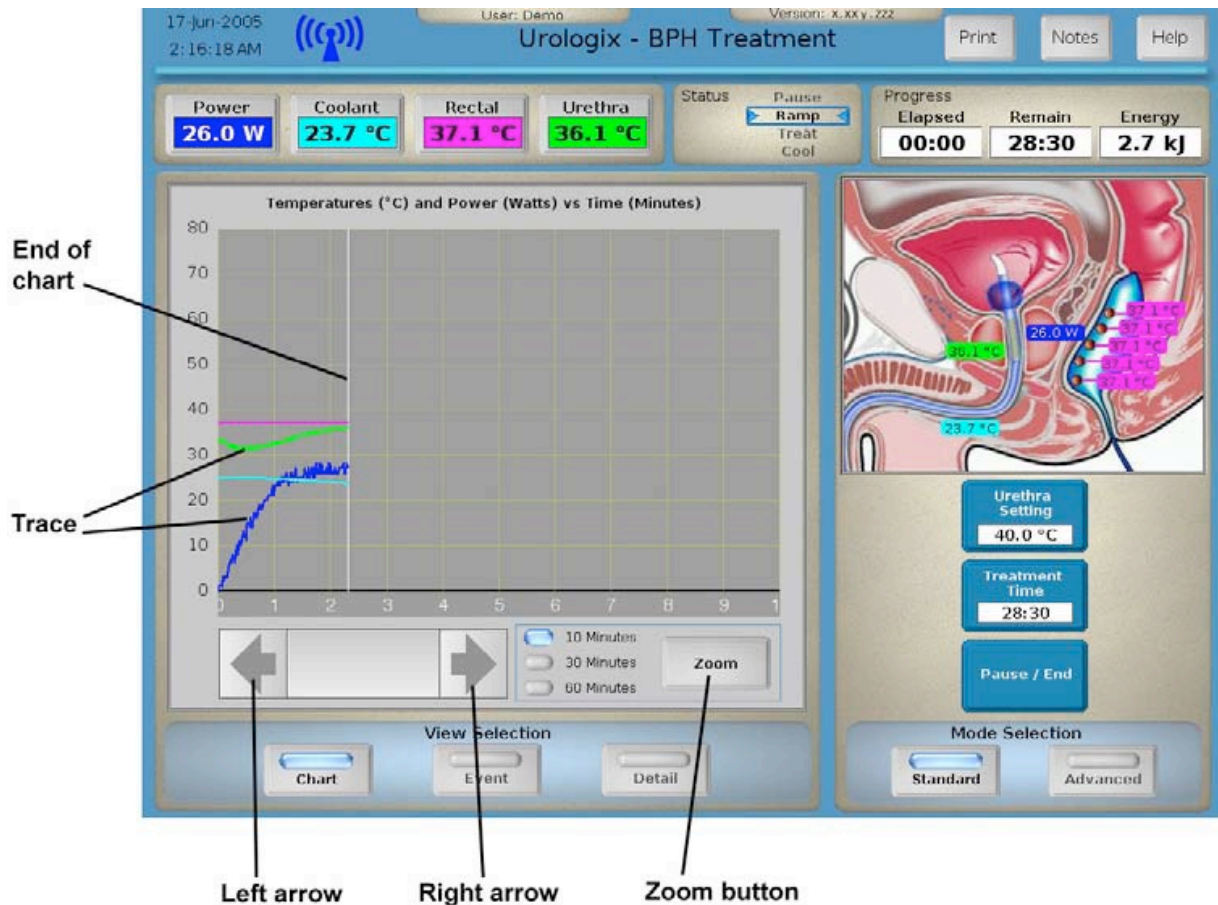 17-Jun-2005
2:16:18 AM
User: Demo
Version: x.xx y.zzz
Urologix - BPH Treatment
Print
Notes
Help
Power
26.0 W
Coolant
23.7 °C
Rectal
37.1 °C
Urethra
36.1 °C
Status
Pause
Ramp
Treat
Cool
Progress
Elapsed
00:00
Remain
28:30
Energy
2.7 kJ
Temperatures (°C) and Power (Watts) vs Time (Minutes)
80
70
60
50
40
30
20
10
0
0 1 2 3 4 5 6 7 8 9 1
End of
chart
Trace
26.0 W
36.1 °C
23.7 °C
37.1 °C
37.1 °C
37.1 °C
37.1 °C
37.1 °C
Urethra
Setting
40.0 °C
Treatment
Time
28:30
Pause / End
10 Minutes
30 Minutes
60 Minutes
Zoom
View Selection
Chart
Event
Detail
Mode Selection
Standard
Advanced
Left arrow
Right arrow
Zoom button